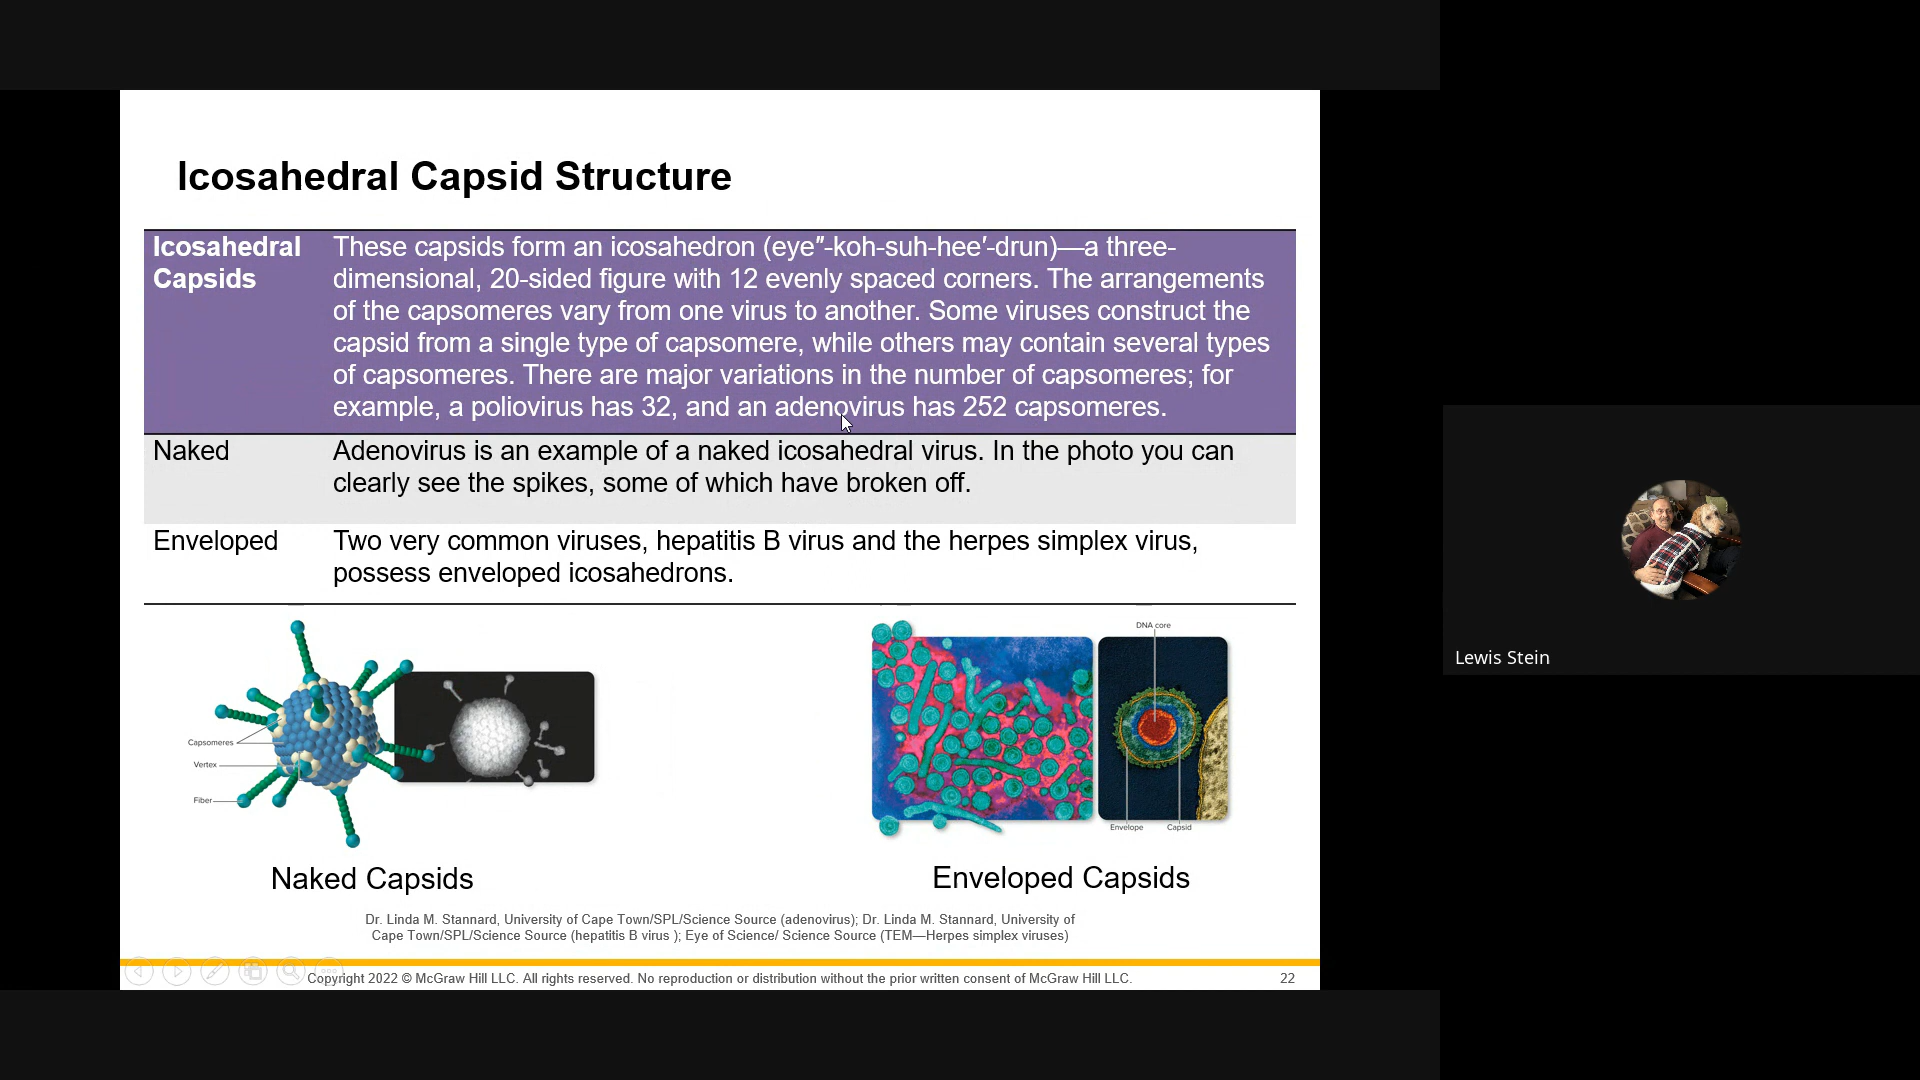 Icosahedral Capsid Structure
Icosahedral
Capsids
These capsids form an icosahedron (eye″-koh-suh-hee′-drun)—a three-
dimensional, 20-sided figure with 12 evenly spaced corners. The arrangements
of the capsomeres vary from one virus to another. Some viruses construct the
capsid from a single type of capsomere, while others may contain several types
of capsomeres. There are major variations in the number of capsomeres; for
example, a poliovirus has 32, and an adenovirus has 252 capsomeres.
Naked
Adenovirus is an example of a naked icosahedral virus. In the photo you can
clearly see the spikes, some of which have broken off.
Enveloped
Two very common viruses, hepatitis B virus and the herpes simplex virus,
possess enveloped icosahedrons.
Capsomeres
Vertex
Fiber
DNA core
Envelope
Capsid
Naked Capsids
Enveloped Capsids
Dr. Linda M. Stannard, University of Cape Town/SPL/Science Source (adenovirus); Dr. Linda M. Stannard, University of
Cape Town/SPL/Science Source (hepatitis B virus ); Eye of Science/ Science Source (TEM—Herpes simplex viruses)
Copyright 2022 © McGraw Hill LLC. All rights reserved. No reproduction or distribution without the prior written consent of McGraw Hill LLC.
22
Lewis Stein